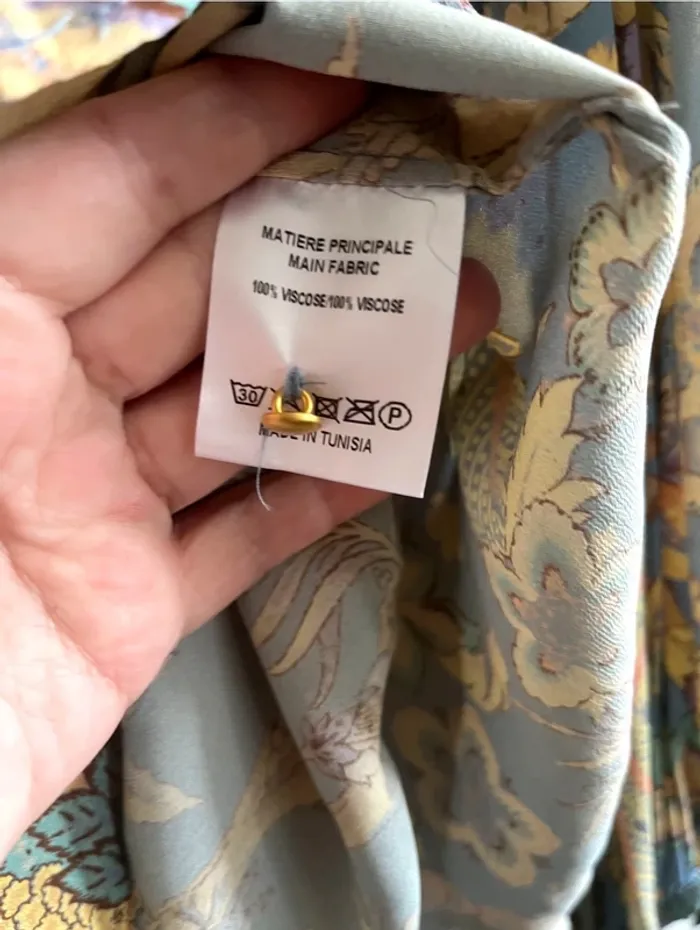 MATIERE PRINCIPALE
MAIN FABRIC
100% VISCOSE/100% VISCOSE
30 P
MADE IN TUNISIA